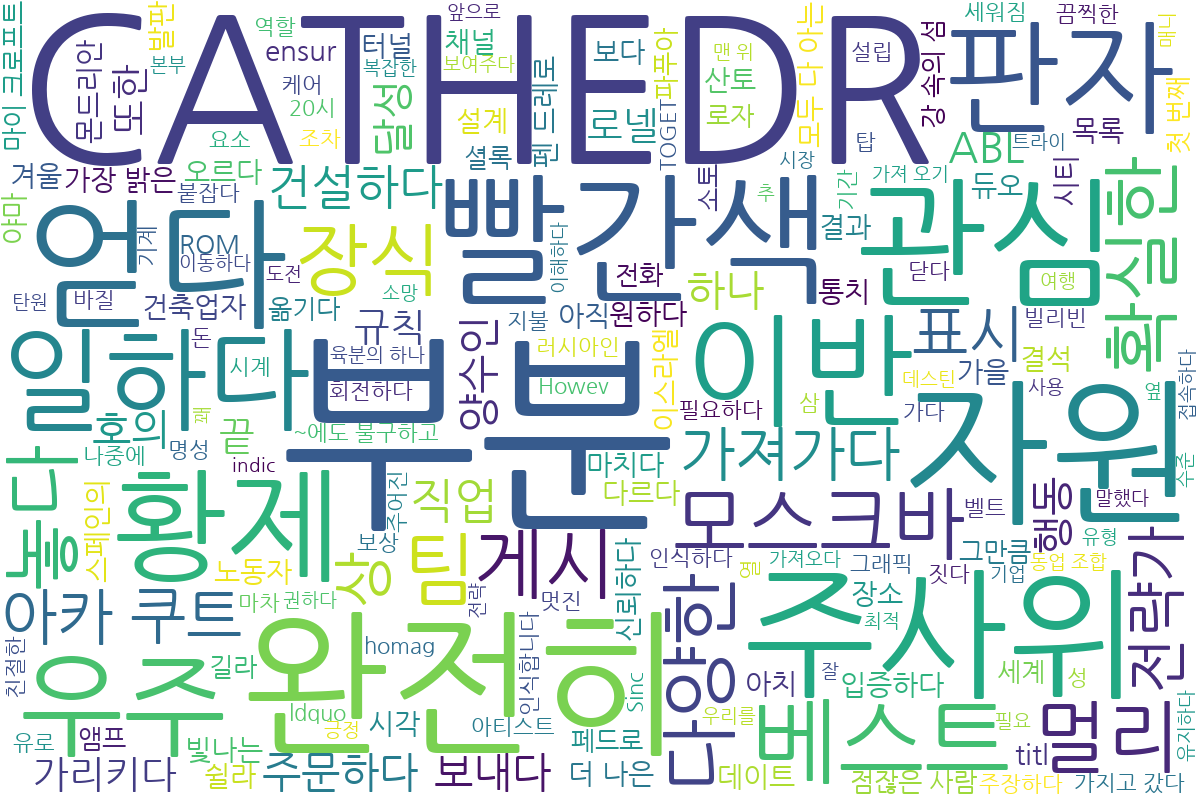 CATHEDR
판자
마이 크로프트
몬드리안
또한
발판
본부
역할
앞으로
ensur
터널
채널
케어
복잡한
보여주다
20시
달성
요소
조차
설계
셜록
보다
로넬
펜 드레로
맨 위
파푸아
산토
로자
TOGET
설립
모두 다 아는
탑
강 속의 섬
세워짐
끔찍한
매니
첫 번째
목록
ABL
트라이
겨울
가장 밝은
오르다
건설하다
붙잡다
야마
얻다
기계
ROM
이동하다
도전
장식
빨간색
소토
시장
추
기간
가져 오기
듀오
시티
관심
확실한
탄원
바질
건축업자
옮기다
소망
규칙
전화
이해하다
하나
결과
통치
닫다
여행
빌리빈
돈
지불
아직
원하다
일하다
시계
육분의 하나
회전하다
부분
양수인
러시아인
Howev
이스라엘
이반
표시
결석
가을
데스틴
사용
옆
접속하다
필요하다
삼
가다
자원
호의
나중에
명성
째
끝
~에도 불구하고
indic
마치다
가져가다
다르다
놓다
스페인의
황제
직업
주어진
보상
팀
게시
모스크바
벨트
행동
말했다
수준
유형
노동자
상
신뢰하다
인식하다
열
가져오다
그래픽
그만큼
짓다
기업
동업 조합
전략가
아카 쿠트
마차
권하다
전략
멋진
다양한
장소
최적
주사위
친절한
우주
길라
완전히
homag
인식합니다
sinc
아치
잘
입증하다
세계
성
ldquo
시각
긍정
아티스트
우리를
필요
유로
앰프
빛나는
페드로
베스트
titl
멀리
유지하다
가리키다
쉴라
주문하다
보내다
더 나은
데이트
점잖은 사람
주장하다
가지고 갔다